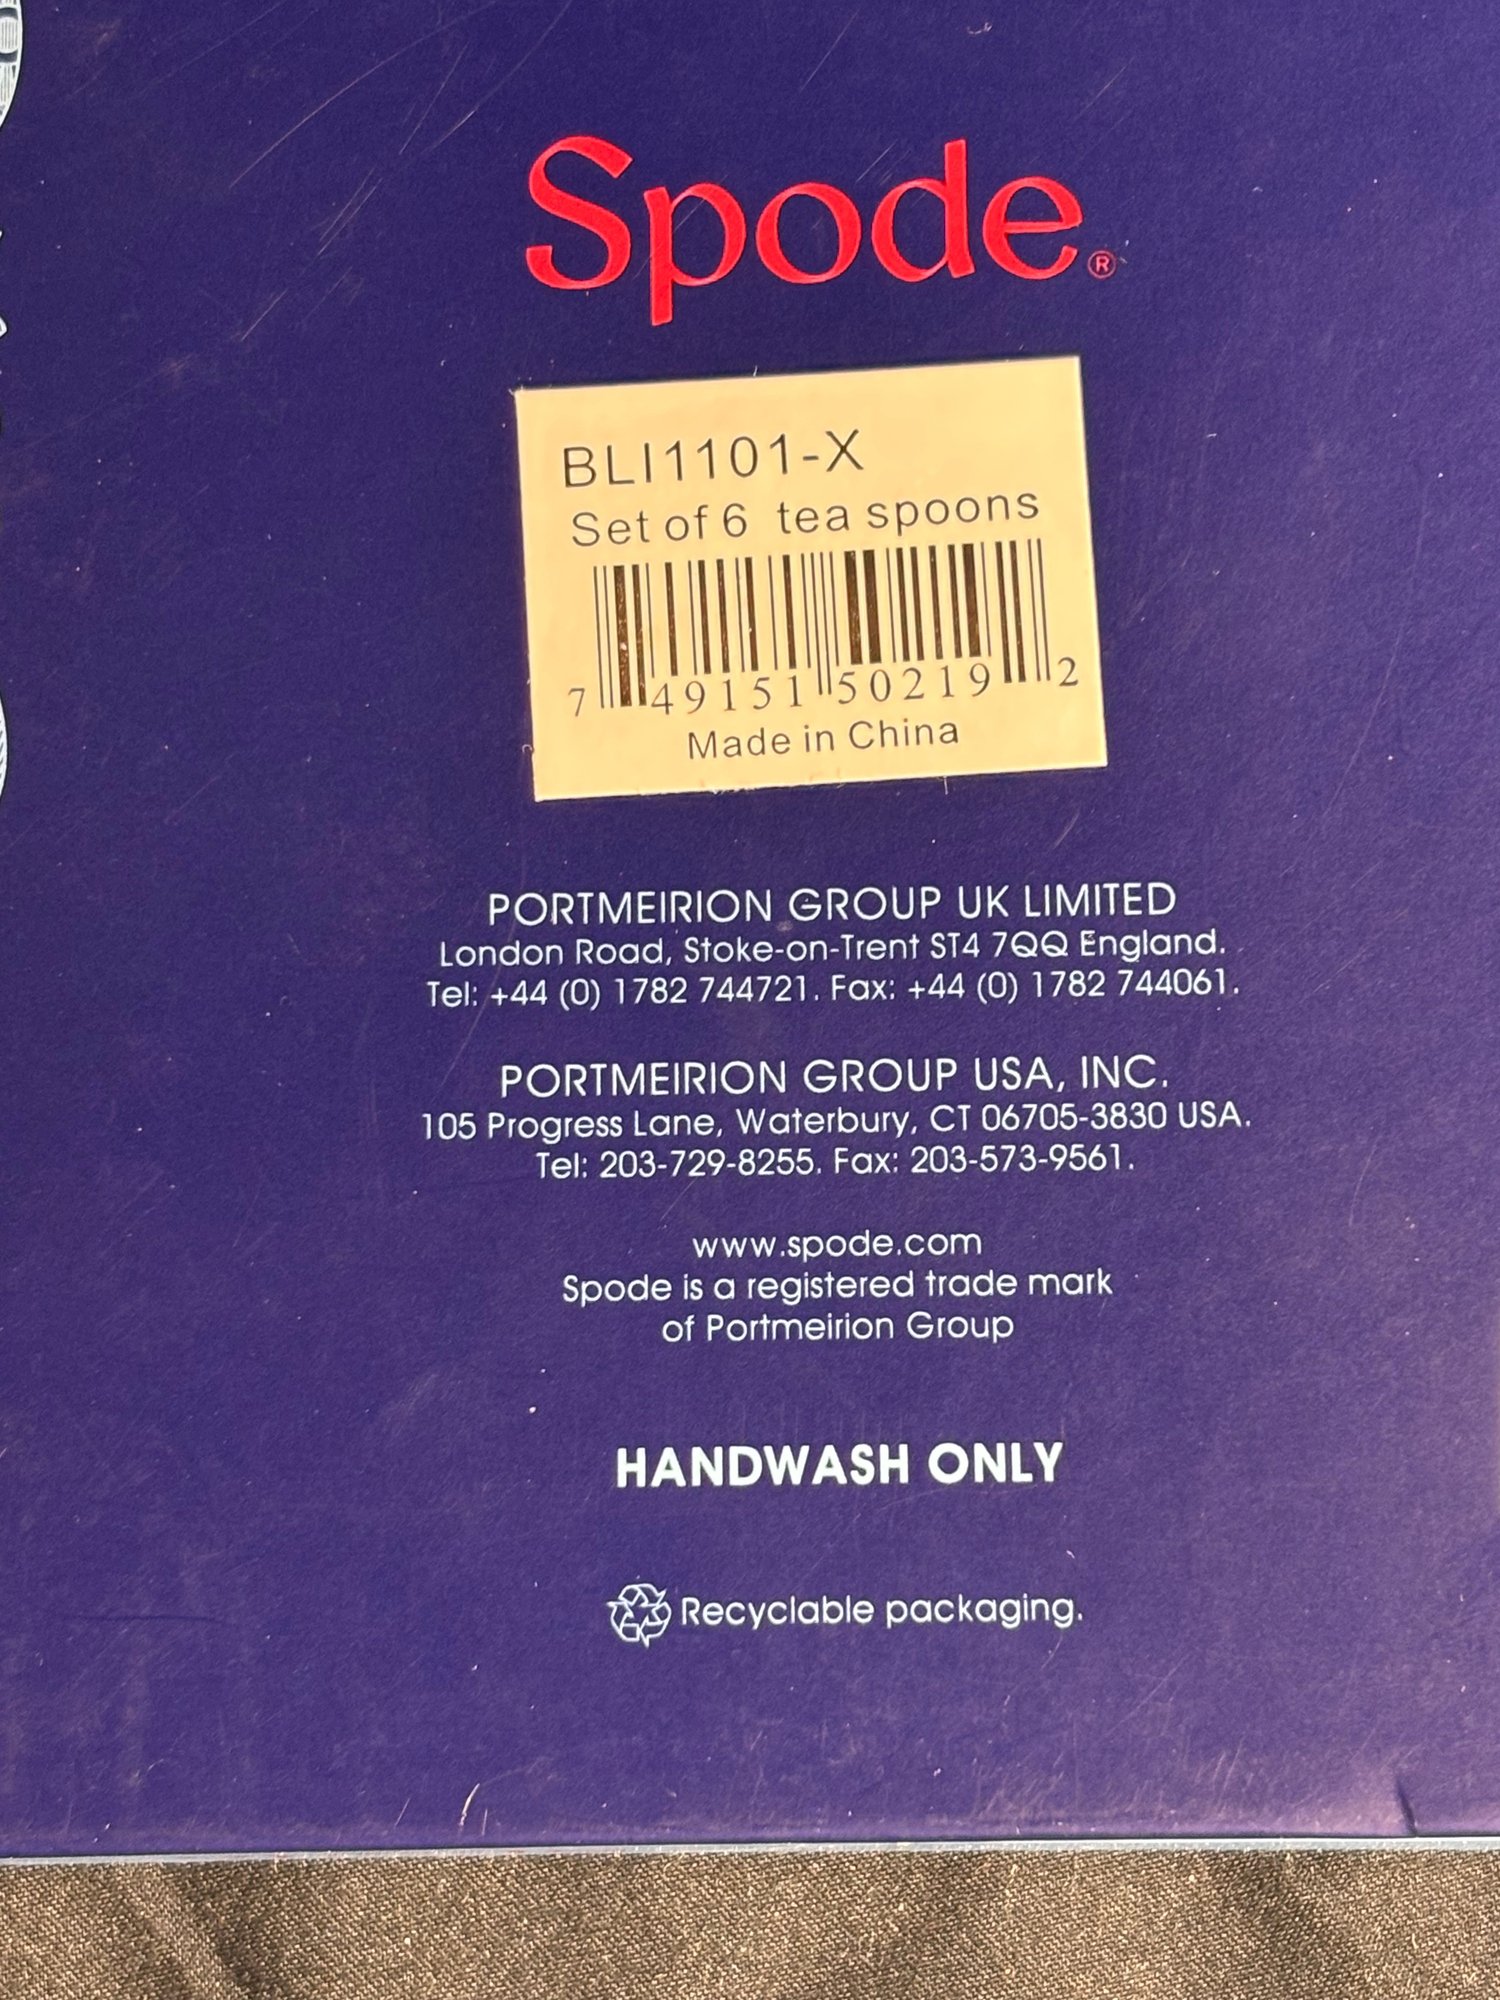 Spode®
BLI1101-X
Set of 6 tea spoons
7 49151 50219 2
Made in China
PORTMEIRION GROUP UK LIMITED
London Road, Stoke-on-Trent ST4 7QQ England.
Tel: +44 (0) 1782 744721. Fax: +44 (0) 1782 744061.
PORTMEIRION GROUP USA, INC.
105 Progress Lane, Waterbury, CT 06705-3830 USA.
Tel: 203-729-8255. Fax: 203-573-9561.
www.spode.com
Spode is a registered trade mark
of Portmeirion Group
HANDWASH ONLY
Recyclable packaging.